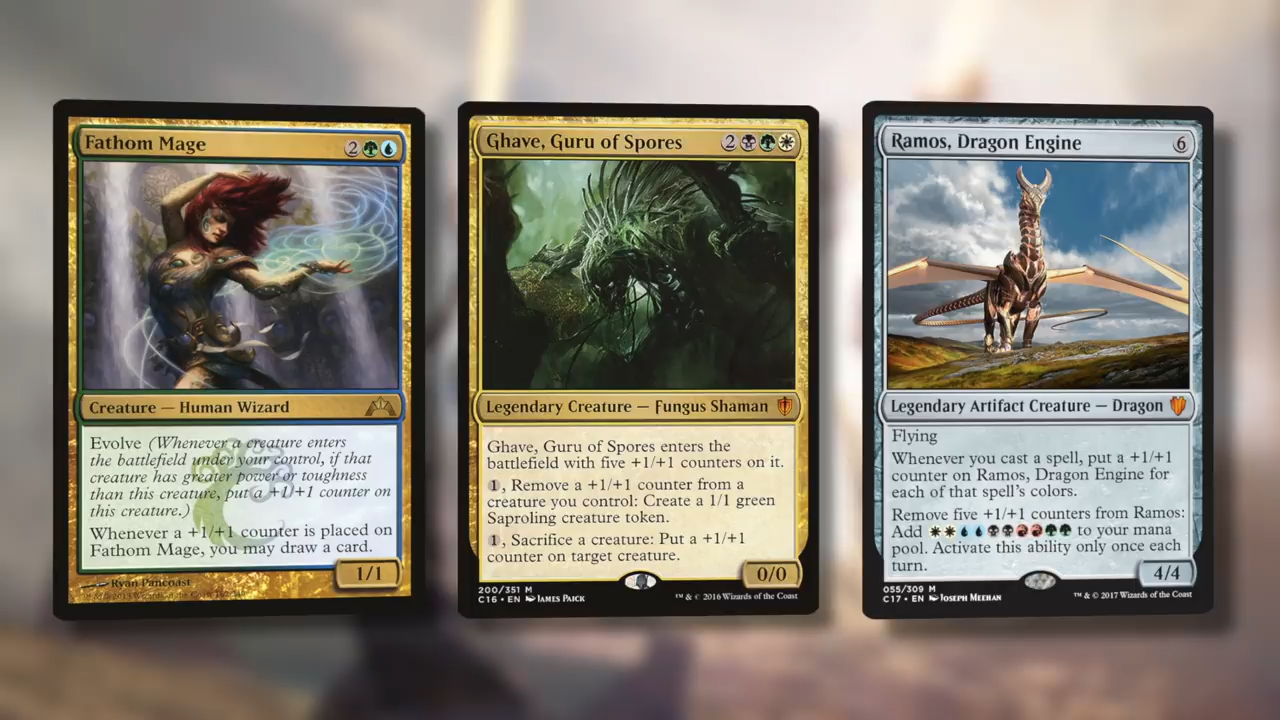 Fathom Mage 2
Creature — Human Wizard
Evolve (Whenever a creature enters
the battlefield under your control, if that
creature has greater power or toughness
than this creature, put a +1/+1 counter on
this creature.)
Whenever a +1/+1 counter is placed on
Fathom Mage, you may draw a card.
Ryan Pancoast
1/1
Ghave, Guru of Spores 2
Legendary Creature — Fungus Shaman
Ghave, Guru of Spores enters the
battlefield with five +1/+1 counters on it.
1, Remove a +1/+1 counter from a
creature you control: Create a 1/1 green
Saproling creature token.
1, Sacrifice a creature: Put a +1/+1
counter on target creature.
0/0
200/351 M
C16 • EN James Paick
™ & © 2016 Wizards of the Coast
Ramos, Dragon Engine 6
Legendary Artifact Creature — Dragon
Flying
Whenever you cast a spell, put a +1/+1
counter on Ramos, Dragon Engine for
each of that spell's colors.
Remove five +1/+1 counters from Ramos:
Add to your mana
pool. Activate this ability only once each
turn.
4/4
055/309 M
C17 • EN Joseph Meehan
™ & © 2017 Wizards of the Coast